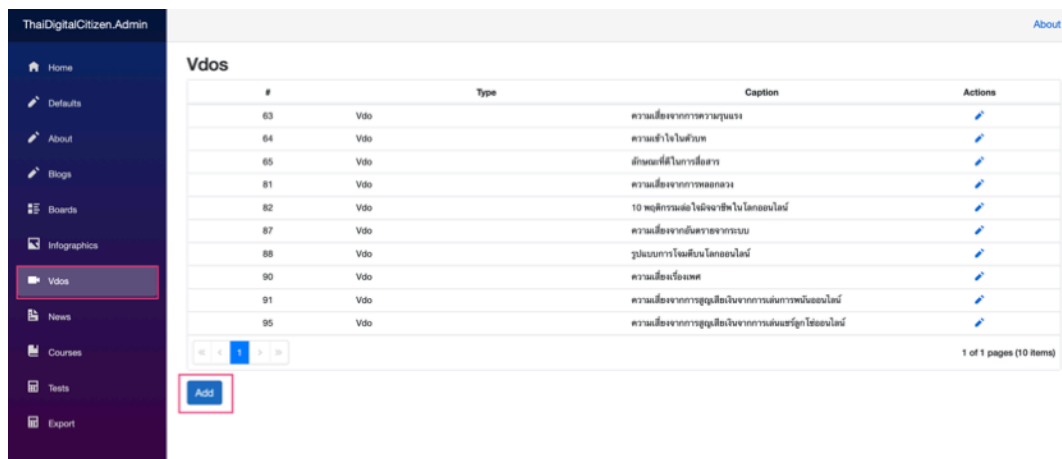 ThaiDigitalCitizen.Admin
About
Home
Defaults
About
Blogs
Boards
Infographics
Vdos
News
Courses
Tests
Export
Vdos
# Type Caption Actions
63 Vdo ความเสี่ยงจากการความรุนแรง
64 Vdo ความเข้าใจในตัวบท
65 Vdo ลักษณะที่ดีในการสื่อสาร
81 Vdo ความเสี่ยงจากการหลอกลวง
82 Vdo 10 พฤติกรรมล่อใจมิจฉาชีพในโลกออนไลน์
87 Vdo ความเสี่ยงจากอันตรายจากระบบ
88 Vdo รูปแบบการโจมตีบนโลกออนไลน์
90 Vdo ความเสี่ยงเรื่องเพศ
91 Vdo ความเสี่ยงจากการสูญเสียเงินจากการเล่นการพนันออนไลน์
95 Vdo ความเสี่ยงจากการสูญเสียเงินจากการเล่นแชร์ลูกโซ่ออนไลน์
« < 1 > »
1 of 1 pages (10 items)
Add